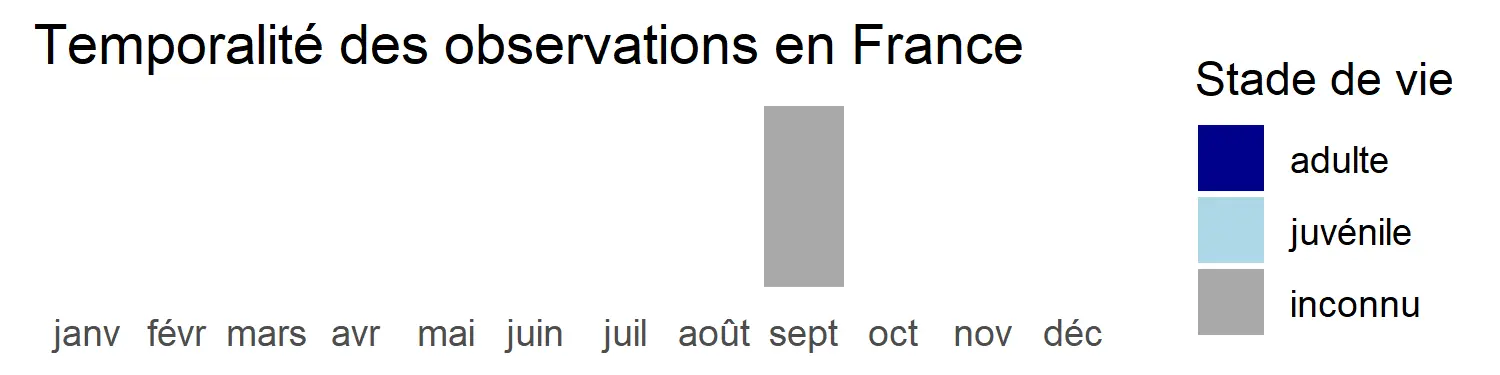 Temporalité des observations en France
janv févr mars avr mai juin juil août sept oct nov déc
Stade de vie
adulte
juvénile
inconnu